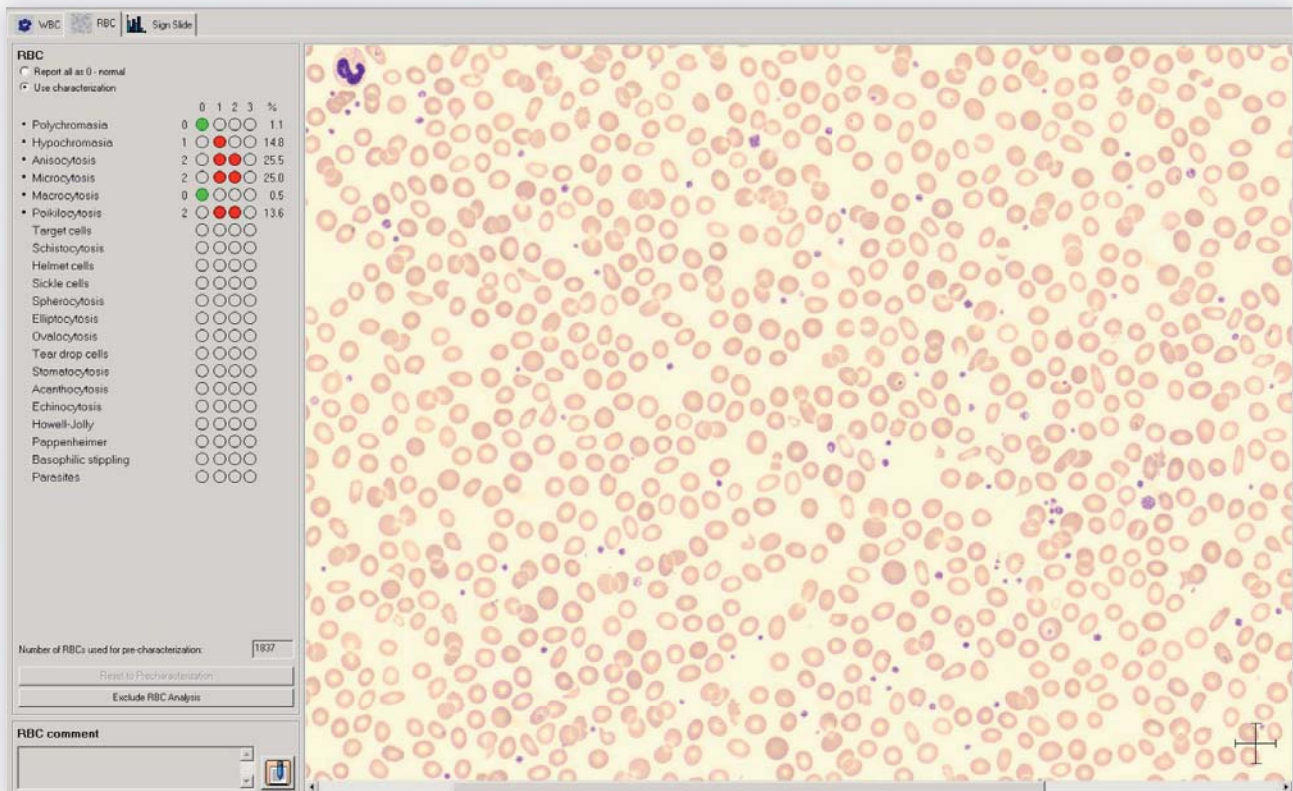 WBC RBC Sign Slide
RBC
Report all as 0 - normal
Use characterization
0 1 2 3 %
Polychromasia 0 1.1
Hypochromasia 1 14.8
Anisocytosis 2 25.5
Microcytosis 2 25.0
Macrocytosis 0 0.5
Poikilocytosis 2 13.6
Target cells
Schistocytosis
Helmet cells
Sickle cells
Spherocytosis
Elliptocytosis
Ovalocytosis
Tear drop cells
Stomatocytosis
Acanthocytosis
Echinocytosis
Howell-Jolly
Pappenheimer
Basophilic stippling
Parasites
Number of RBCs used for pre-characterization: 1837
Reset to Precharacterization
Exclude RBC Analysis
RBC comment